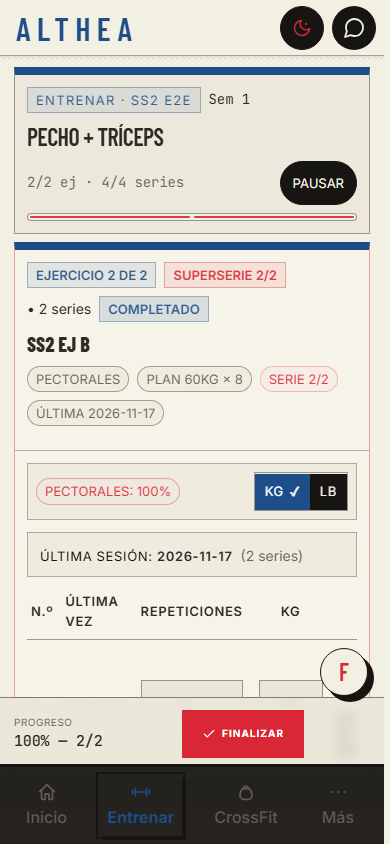 ALTHEA
ENTRENAR · SS2 E2E Sem 1
PECHO + TRÍCEPS
2/2 ej · 4/4 series
PAUSAR
EJERCICIO 2 DE 2 SUPERSERIE 2/2
• 2 series COMPLETADO
SS2 EJ B
PECTORALES PLAN 60KG × 8 SERIE 2/2
ÚLTIMA 2026-11-17
PECTORALES: 100% KG ✓ LB
ÚLTIMA SESIÓN: 2026-11-17 (2 series)
N.º ÚLTIMA VEZ REPETICIONES KG
F
PROGRESO
100% — 2/2
✓ FINALIZAR
Inicio Entrenar CrossFit Más